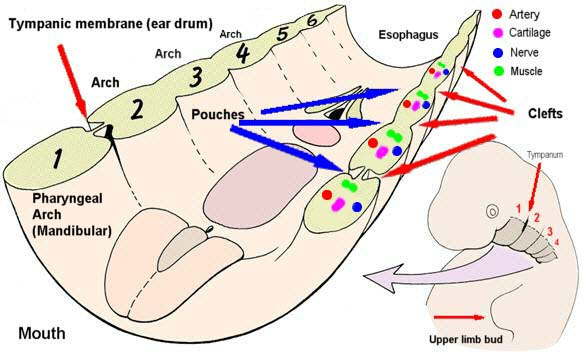 Tympanic membrane (ear drum)
Arch
Arch
Arch
1
2
3
4
5
6
Pharyngeal
Arch
(Mandibular)
Pouches
Esophagus
Artery
Cartilage
Nerve
Muscle
Clefts
Tympanum
1
2
3
4
Upper limb bud
Mouth